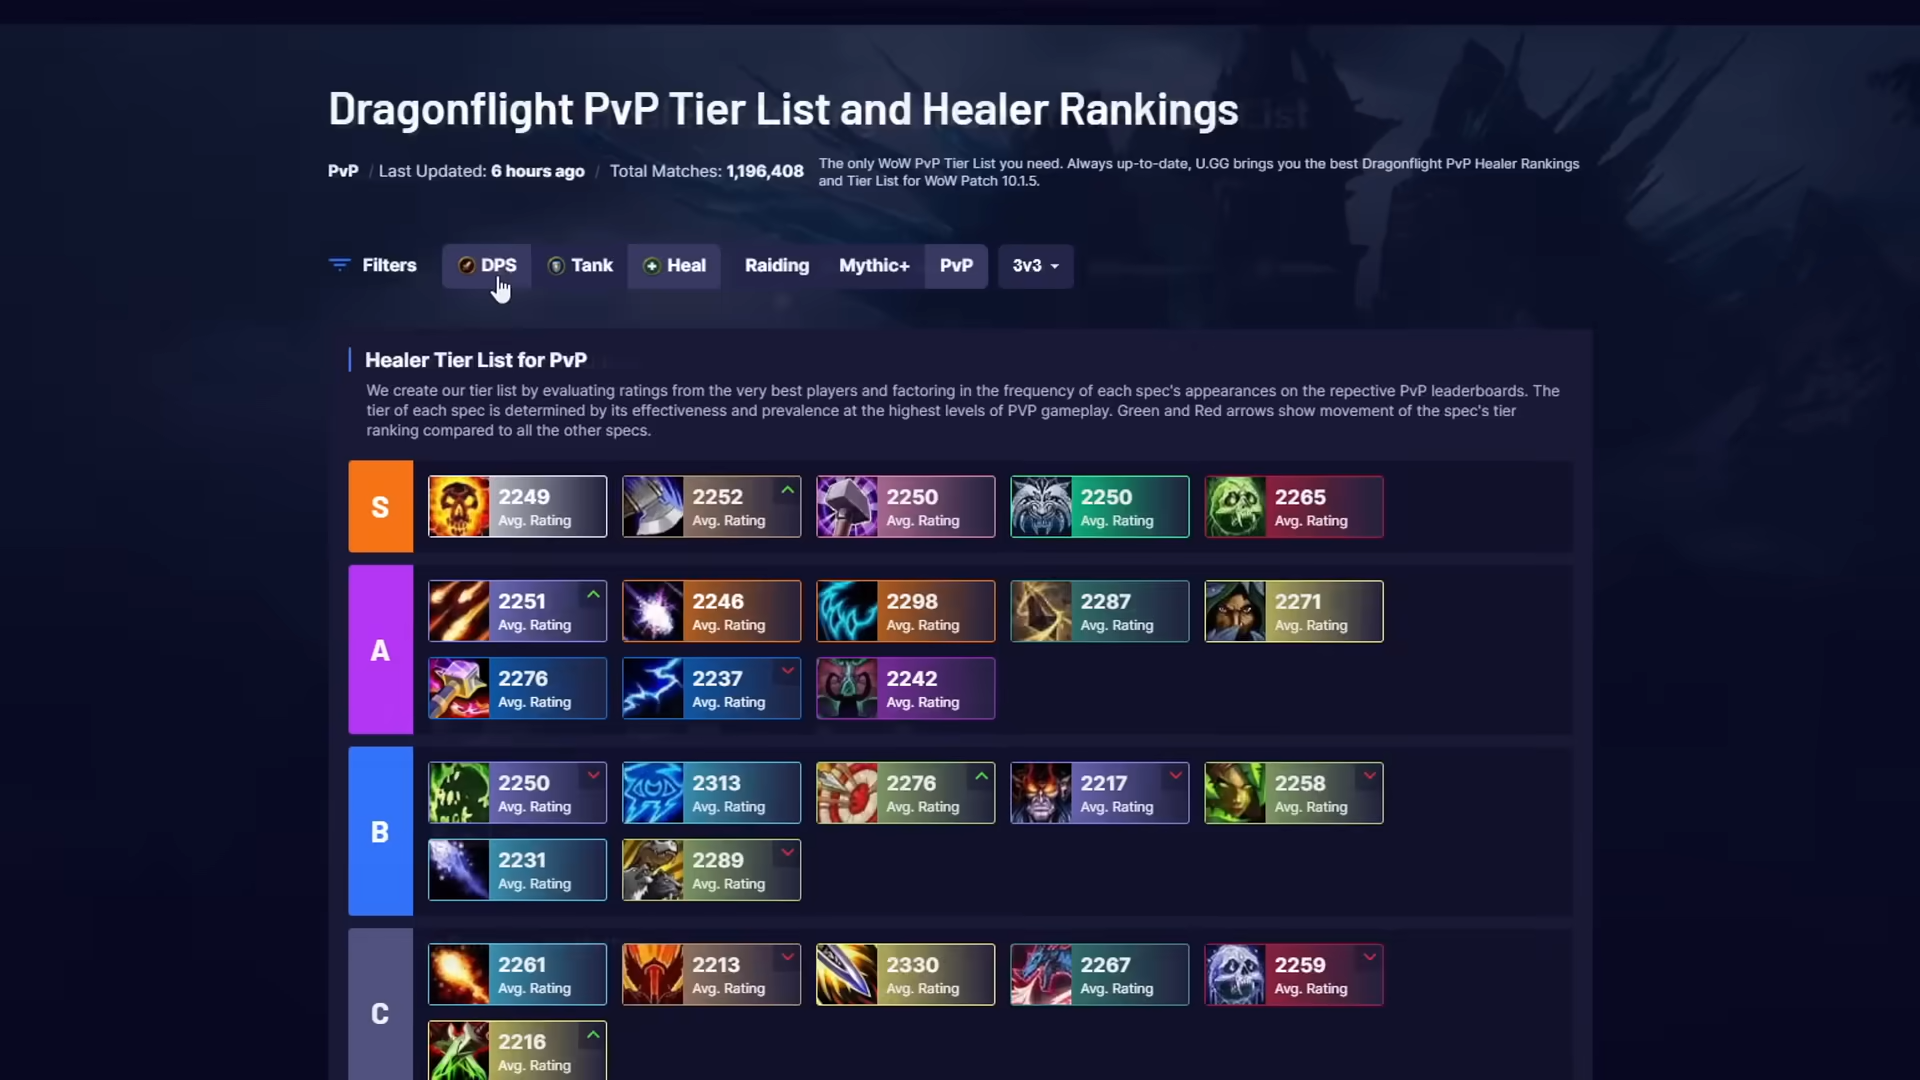 Dragonflight PvP Tier List and Healer Rankings
PvP / Last Updated: 6 hours ago / Total Matches: 1,196,408
The only WoW PvP Tier List you need. Always up-to-date, U.GG brings you the best Dragonflight PvP Healer Rankings
and Tier List for WoW Patch 10.1.5.
Filters DPS Tank Heal Raiding Mythic+ PvP 3v3
Healer Tier List for PvP
We create our tier list by evaluating ratings from the very best players and factoring in the frequency of each spec's appearances on the repective PvP leaderboards. The
tier of each spec is determined by its effectiveness and prevalence at the highest levels of PVP gameplay. Green and Red arrows show movement of the spec's tier
ranking compared to all the other specs.
S
2249 2252 2250 2250 2265
Avg. Rating Avg. Rating Avg. Rating Avg. Rating Avg. Rating
A
2251 2246 2298 2287 2271
Avg. Rating Avg. Rating Avg. Rating Avg. Rating Avg. Rating
2276 2237 2242
Avg. Rating Avg. Rating Avg. Rating
B
2250 2313 2276 2217 2258
Avg. Rating Avg. Rating Avg. Rating Avg. Rating Avg. Rating
2231 2289
Avg. Rating Avg. Rating
C
2261 2213 2330 2267 2259
Avg. Rating Avg. Rating Avg. Rating Avg. Rating Avg. Rating
2216
Avg. Rating